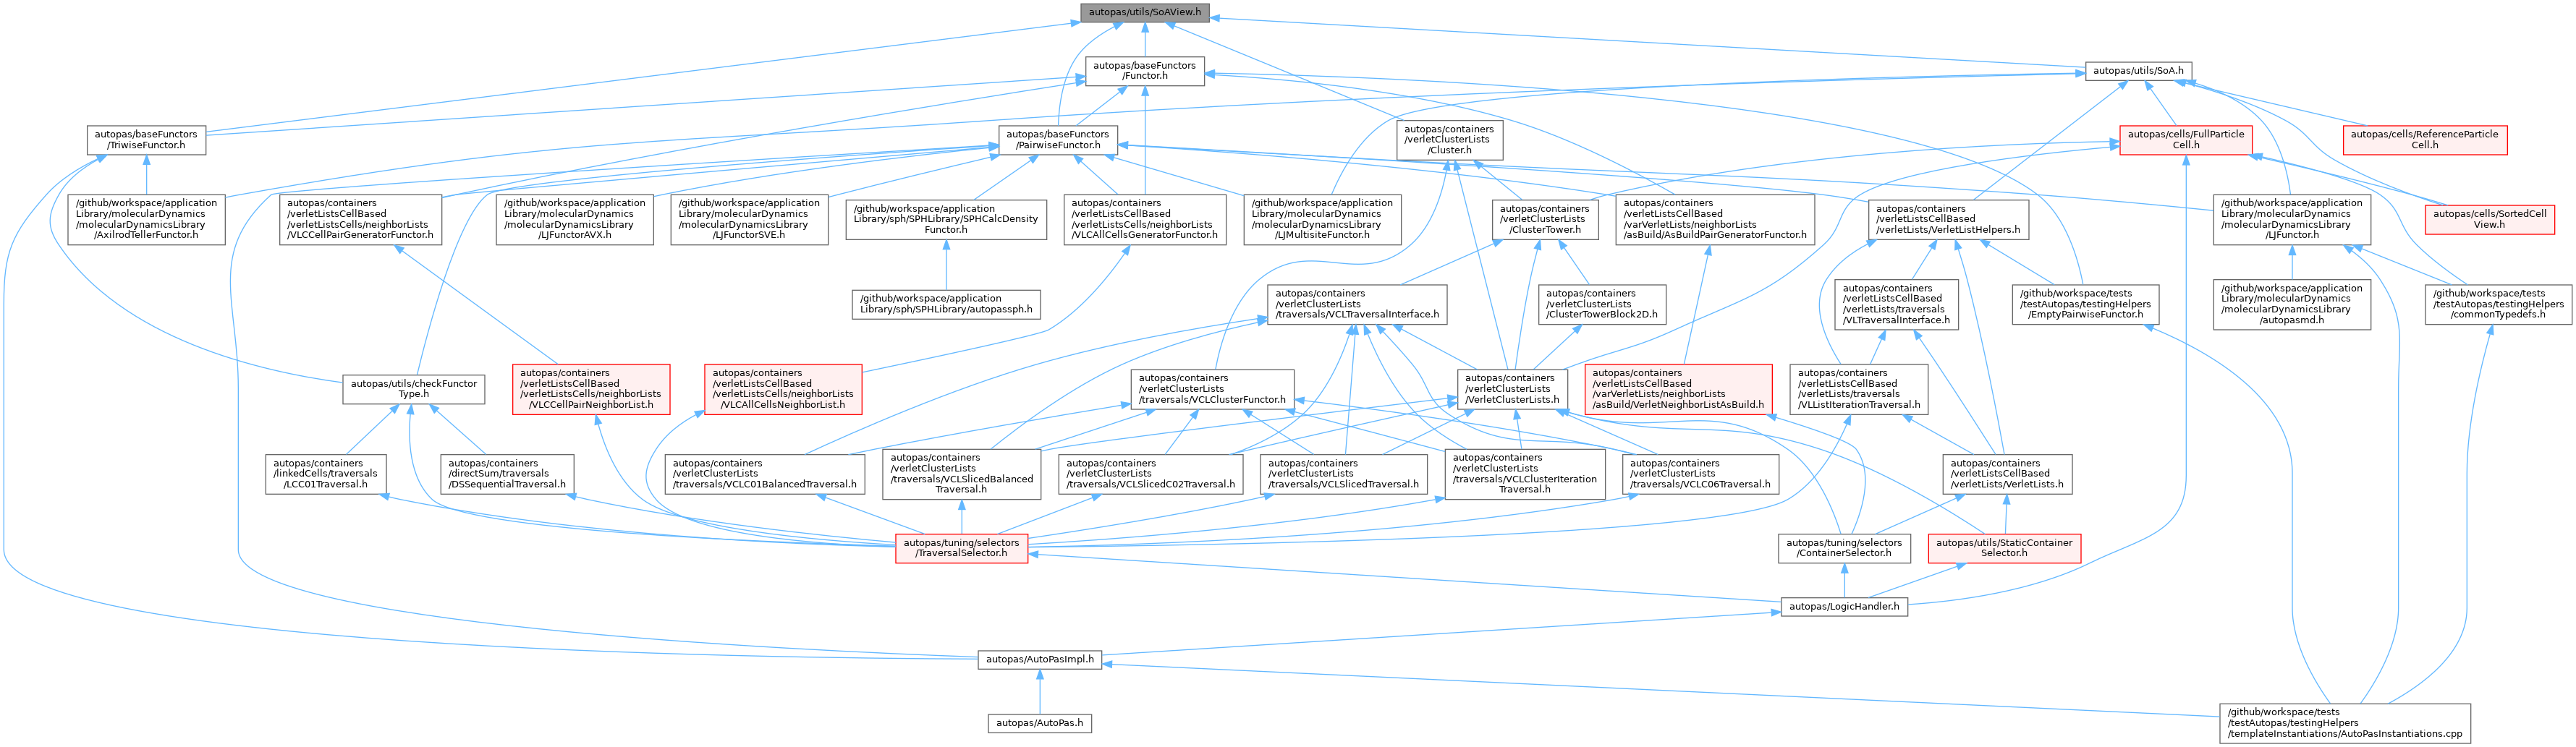 autopas/utils/SoAView.h
autopas/baseFunctors
/Functor.h
autopas/utils/SoA.h
autopas/baseFunctors
/TriwiseFunctor.h
autopas/baseFunctors
/PairwiseFunctor.h
autopas/containers
/verletClusterLists
/Cluster.h
autopas/cells/FullParticle
Cell.h
autopas/cells/ReferenceParticle
Cell.h
/github/workspace/application
Library/molecularDynamics
/molecularDynamicsLibrary
/AxilrodTellerFunctor.h
autopas/containers
/verletListsCellBased
/verletListsCells/neighborLists
/VLCCellPairGeneratorFunctor.h
/github/workspace/application
Library/molecularDynamics
/molecularDynamicsLibrary
/LJFunctorAVX.h
/github/workspace/application
Library/molecularDynamics
/molecularDynamicsLibrary
/LJFunctorSVE.h
/github/workspace/application
Library/sph/SPHLibrary/SPHCalcDensity
Functor.h
autopas/containers
/verletListsCellBased
/verletListsCells/neighborLists
/VLCAllCellsGeneratorFunctor.h
/github/workspace/application
Library/molecularDynamics
/molecularDynamicsLibrary
/LJMultisiteFunctor.h
autopas/containers
/verletClusterLists
/ClusterTower.h
autopas/containers
/verletListsCellBased
/varVerletLists/neighborLists
/asBuild/AsBuildPairGeneratorFunctor.h
autopas/containers
/verletListsCellBased
/verletLists/VerletListHelpers.h
/github/workspace/application
Library/molecularDynamics
/molecularDynamicsLibrary
/LJFunctor.h
autopas/cells/SortedCell
View.h
/github/workspace/application
Library/sph/SPHLibrary/autopassph.h
autopas/containers
/verletClusterLists
/traversals/VCLTraversalInterface.h
autopas/containers
/verletClusterLists
/ClusterTowerBlock2D.h
autopas/containers
/verletListsCellBased
/verletLists/traversals
/VLTraversalInterface.h
/github/workspace/tests
/testAutopas/testingHelpers
/EmptyPairwiseFunctor.h
/github/workspace/application
Library/molecularDynamics
/molecularDynamicsLibrary
/autopasmd.h
/github/workspace/tests
/testAutopas/testingHelpers
/commonTypedefs.h
autopas/utils/checkFunctor
Type.h
autopas/containers
/verletListsCellBased
/verletListsCells/neighborLists
/VLCCellPairNeighborList.h
autopas/containers
/verletListsCellBased
/verletListsCells/neighborLists
/VLCAllCellsNeighborList.h
autopas/containers
/verletClusterLists
/traversals/VCLClusterFunctor.h
autopas/containers
/verletClusterLists
/VerletClusterLists.h
autopas/containers
/verletListsCellBased
/varVerletLists/neighborLists
/asBuild/VerletNeighborListAsBuild.h
autopas/containers
/verletListsCellBased
/verletLists/traversals
/VLListIterationTraversal.h
autopas/containers
/linkedCells/traversals
/LCC01Traversal.h
autopas/containers
/directSum/traversals
/DSSequentialTraversal.h
autopas/containers
/verletClusterLists
/traversals/VCLC01BalancedTraversal.h
autopas/containers
/verletClusterLists
/traversals/VCLSlicedBalanced
Traversal.h
autopas/containers
/verletClusterLists
/traversals/VCLSlicedC02Traversal.h
autopas/containers
/verletClusterLists
/traversals/VCLSlicedTraversal.h
autopas/containers
/verletClusterLists
/traversals/VCLClusterIteration
Traversal.h
autopas/containers
/verletClusterLists
/traversals/VCLC06Traversal.h
autopas/containers
/verletListsCellBased
/verletLists/VerletLists.h
autopas/tuning/selectors
/TraversalSelector.h
autopas/tuning/selectors
/ContainerSelector.h
autopas/utils/StaticContainer
Selector.h
autopas/LogicHandler.h
autopas/AutoPasImpl.h
autopas/AutoPas.h
/github/workspace/tests
/testAutopas/testingHelpers
/templateInstantiations/AutoPasInstantiations.cpp